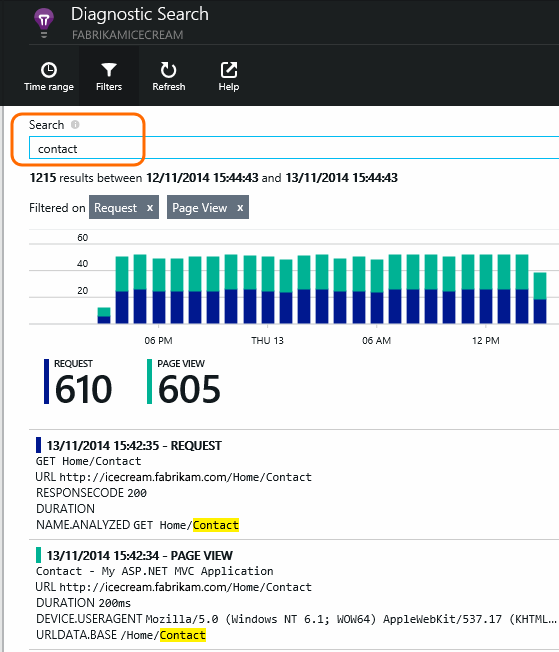 Diagnostic Search
FABRIKAMICECREAM
Time range Filters Refresh Help
Search
contact
1215 results between 12/11/2014 15:44:43 and 13/11/2014 15:44:43
Filtered on Request x Page View x
60
40
20
06 PM THU 13 06 AM 12 PM
REQUEST PAGE VIEW
610 605
13/11/2014 15:42:35 - REQUEST
GET Home/Contact
URL http://icecream.fabrikam.com/Home/Contact
RESPONSECODE 200
DURATION
NAME.ANALYZED GET Home/Contact
13/11/2014 15:42:34 - PAGE VIEW
Contact - My ASP.NET MVC Application
URL http://icecream.fabrikam.com/Home/Contact
DURATION 200ms
DEVICE.USERAGENT Mozilla/5.0 (Windows NT 6.1; WOW64) AppleWebKit/537.17 (KHTML...
URLDATA.BASE /Home/Contact